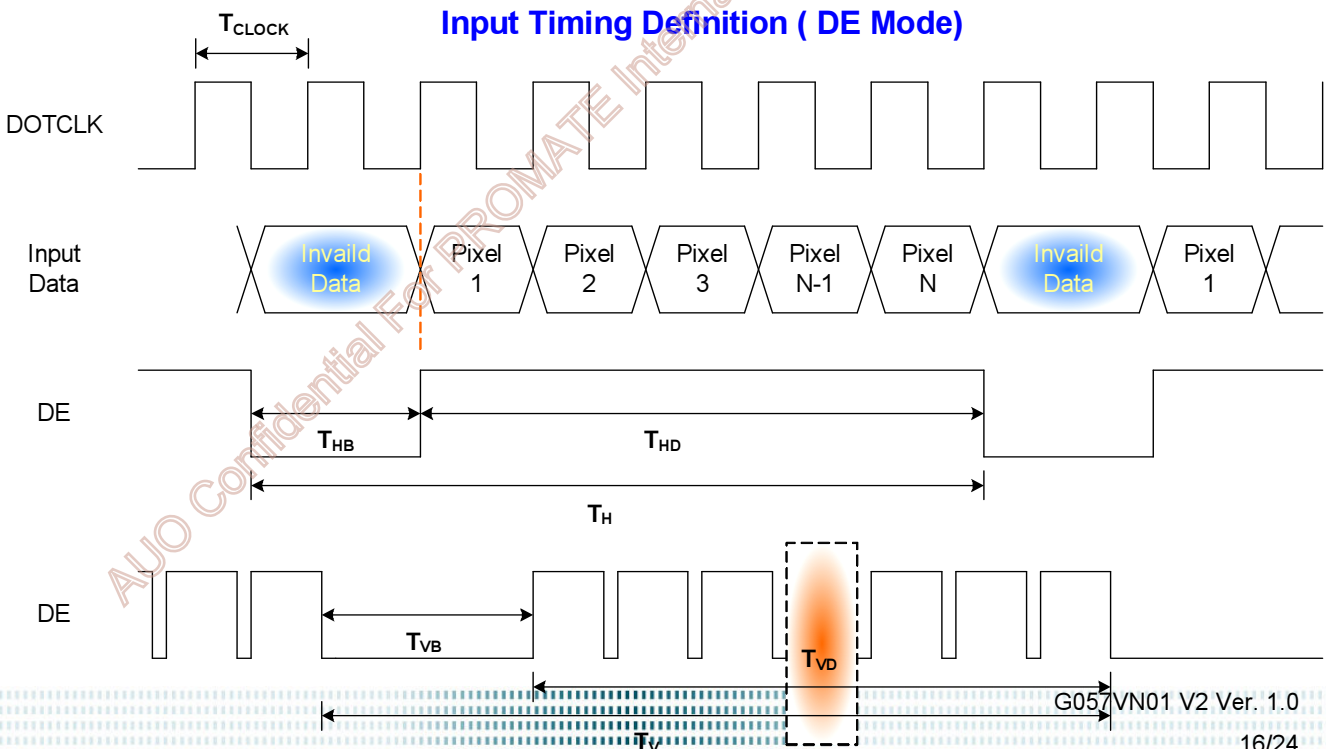 Input Timing Definition ( DE Mode)
TCLOCK
DOTCLK
Input
Data
Invaild
Data
Pixel
1
Pixel
2
Pixel
3
Pixel
N-1
Pixel
N
Invaild
Data
Pixel
1
DE
THB
THD
TH
DE
TVB
TVD
TV
AUO Confidential For PROMATE Interna
G057VN01 V2 Ver. 1.0
16/24